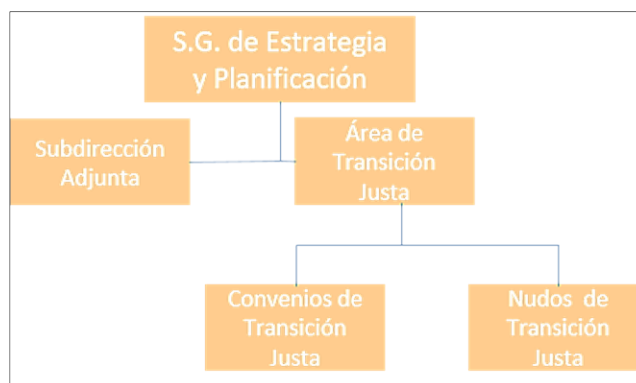 S.G. de Estrategia
y Planificación
Subdirección
Adjunta
Área de
Transición
Justa
Convenios de
Transición
Justa
Nudos de
Transición
Justa